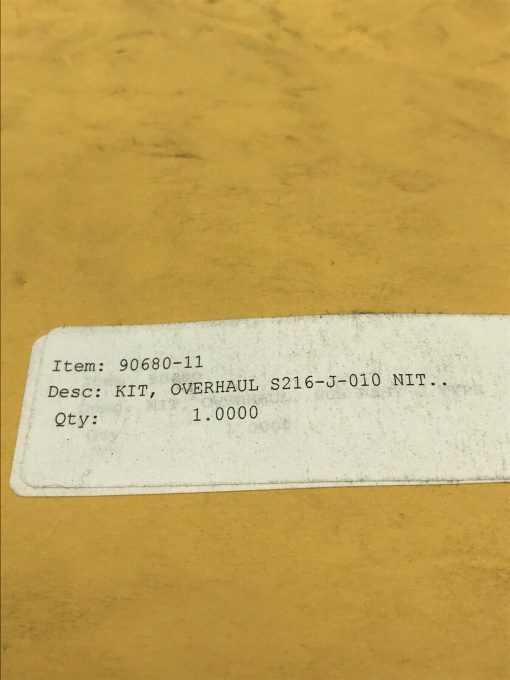 Item: 90680-11
Desc: KIT, OVERHAUL S216-J-010 NIT..
Qty: 1.0000